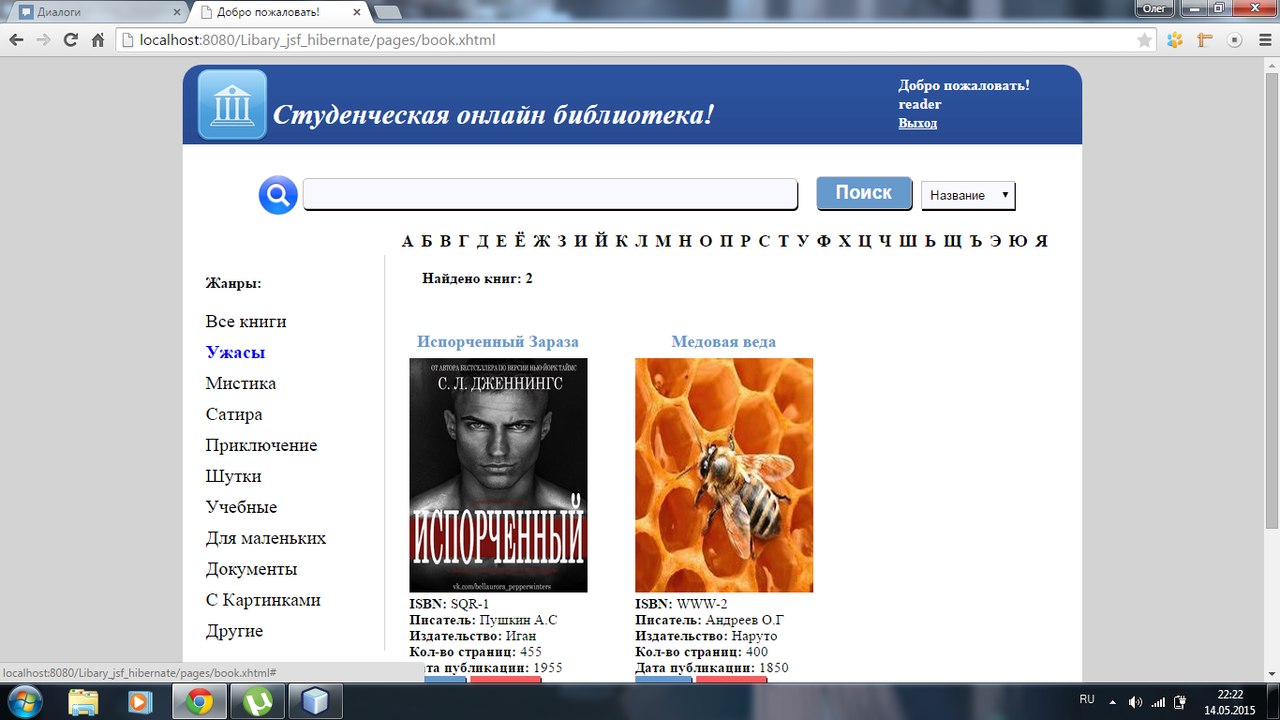 Диалоги
Добро пожаловать!
Олег
localhost:8080/Libary_jsf_hibernate/pages/book.xhtml
Студенческая онлайн библиотека!
Добро пожаловать!
reader
Выход
Поиск
Название
А Б В Г Д Е Ё Ж З И Й К Л М Н О П Р С Т У Ф Х Ц Ч Ш Ь Щ Ъ Э Ю Я
Жанры:
Все книги
Ужасы
Мистика
Сатира
Приключение
Шутки
Учебные
Для маленьких
Документы
С Картинками
Другие
Найдено книг: 2
Испорченный Зараза
ОТ АВТОРА БЕСТСЕЛЛЕРА ПО ВЕРСИИ НЬЮ-ЙОРК ТАЙМС
С. Л. ДЖЕННИНГС
ИСПОРЧЕННЫЙ
vk.com/bellaurora_pepperwinters
ISBN: SQR-1
Писатель: Пушкин А.С
Издательство: Иган
Кол-во страниц: 455
та публикации: 1955
Медовая веда
ISBN: WWW-2
Писатель: Андреев О.Г
Издательство: Наруто
Кол-во страниц: 400
Дата публикации: 1850
localhost:8080/Libary_jsf_hibernate/pages/book.xhtml#
RU
22:22
14.05.2015